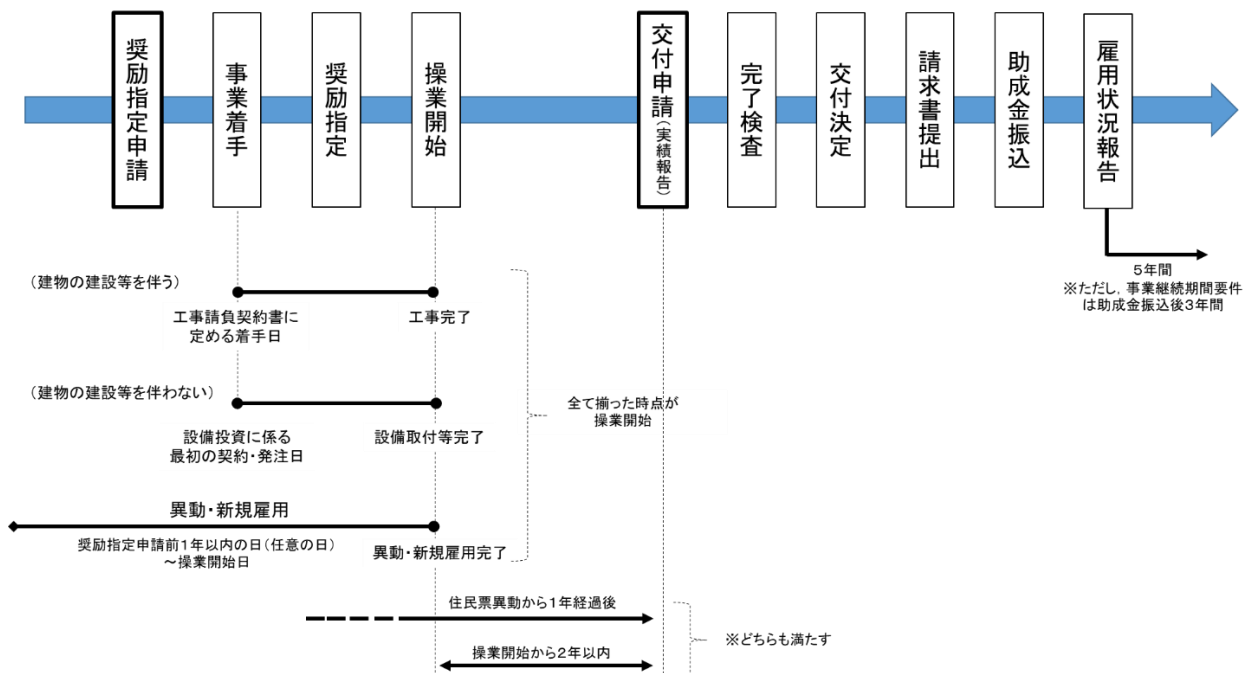 奨励指定申請
事業着手
奨励指定
操業開始
交付申請(実績報告)
完了検査
交付決定
請求書提出
助成金振込
雇用状況報告
5年間
※ただし，事業継続期間要件
は助成金振込後3年間
(建物の建設等を伴う)
工事請負契約書に
定める着手日
工事完了
(建物の建設等を伴わない)
設備投資に係る
最初の契約・発注日
設備取付等完了
全て揃った時点が
操業開始
異動・新規雇用
奨励指定申請前1年以内の日(任意の日)
～操業開始日
異動・新規雇用完了
住民票異動から1年経過後
操業開始から2年以内
※どちらも満たす